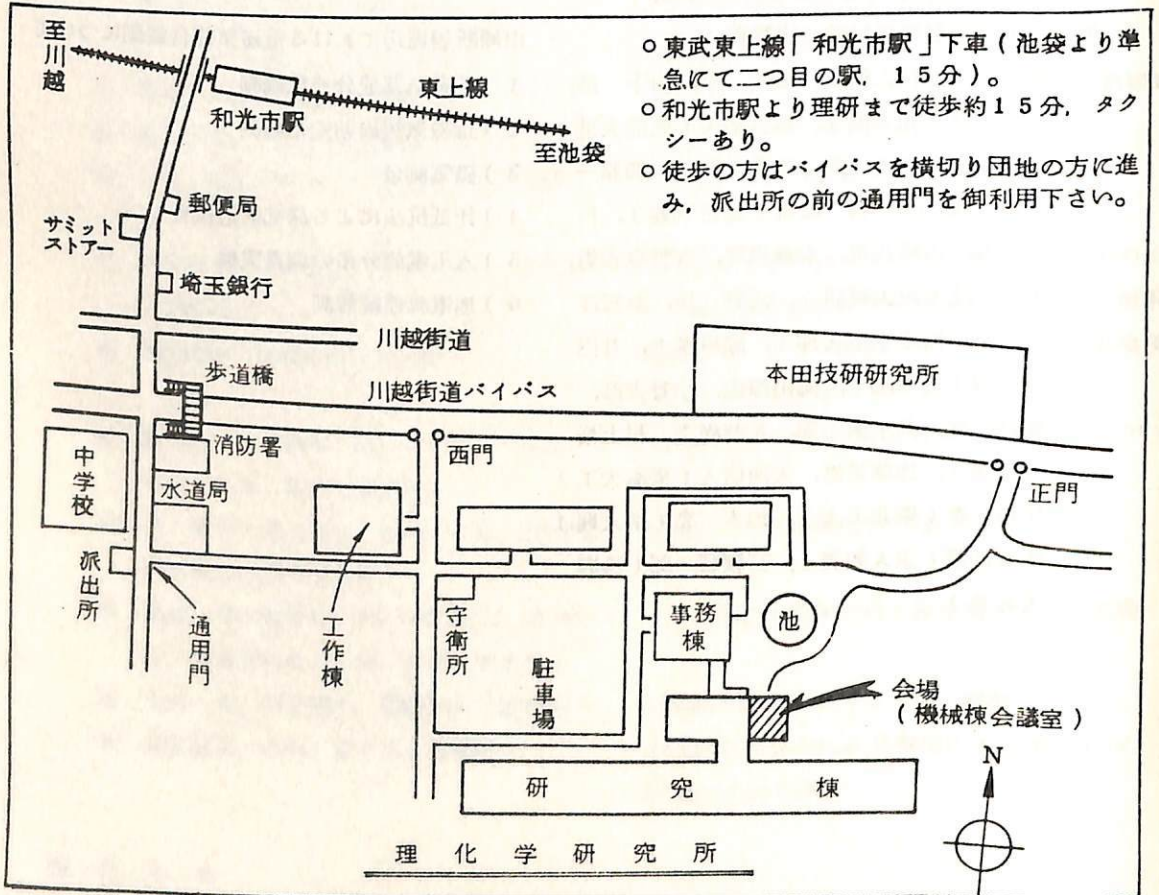 ○ 東武東上線「和光市駅」下車（池袋より準
急にて二つ目の駅，15分）。
○ 和光市駅より理研まで徒歩約15分，タク
シーあり。
○ 徒歩の方はバイパスを横切り団地の方に進
み，派出所の前の通用門を御利用下さい。
至川越
東上線
和光市駅
至池袋
郵便局
サミット
ストアー
埼玉銀行
川越街道
本田技研研究所
歩道橋
川越街道バイパス
消防署
西門
中学校
水道局
正門
派出所
通用門
工作棟
守衛所
駐車場
事務
棟
池
会場
（機械棟会議室）
研究棟
N
理化学研究所